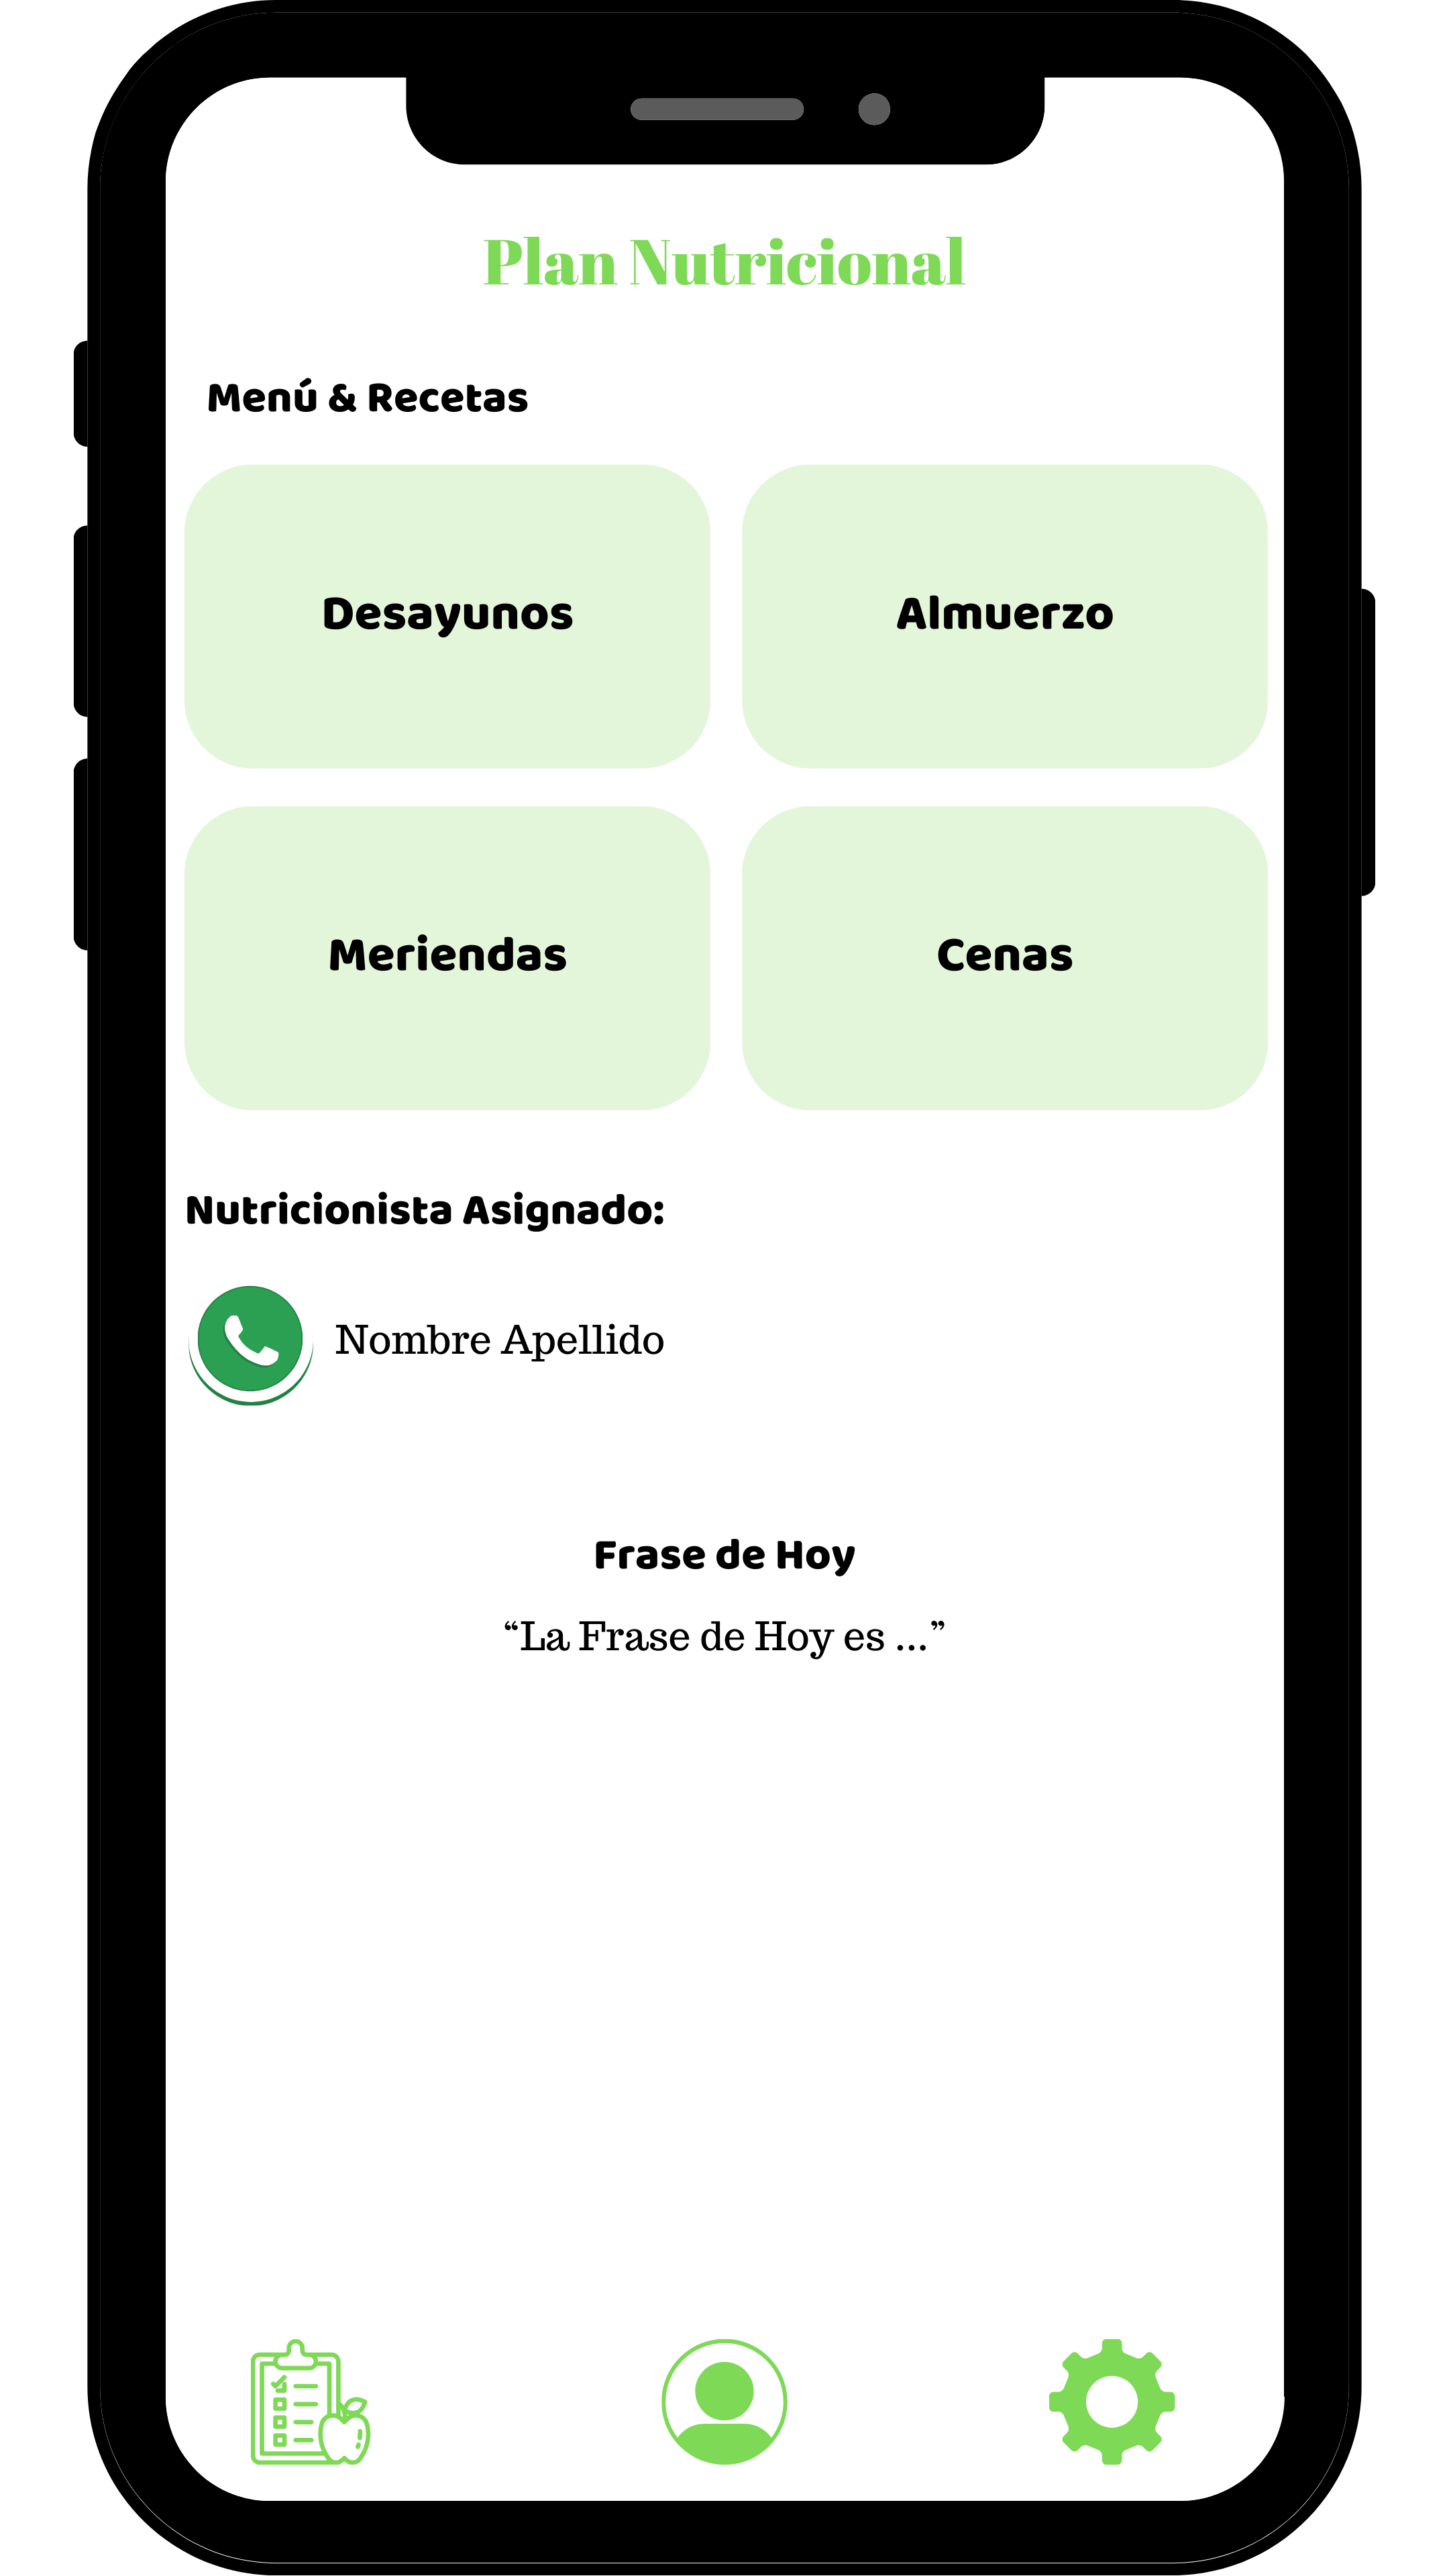 Plan Nutricional
Menú & Recetas
Desayunos
Almuerzo
Meriendas
Cenas
Nutricionista Asignado:
Nombre Apellido
Frase de Hoy
“La Frase de Hoy es ...”